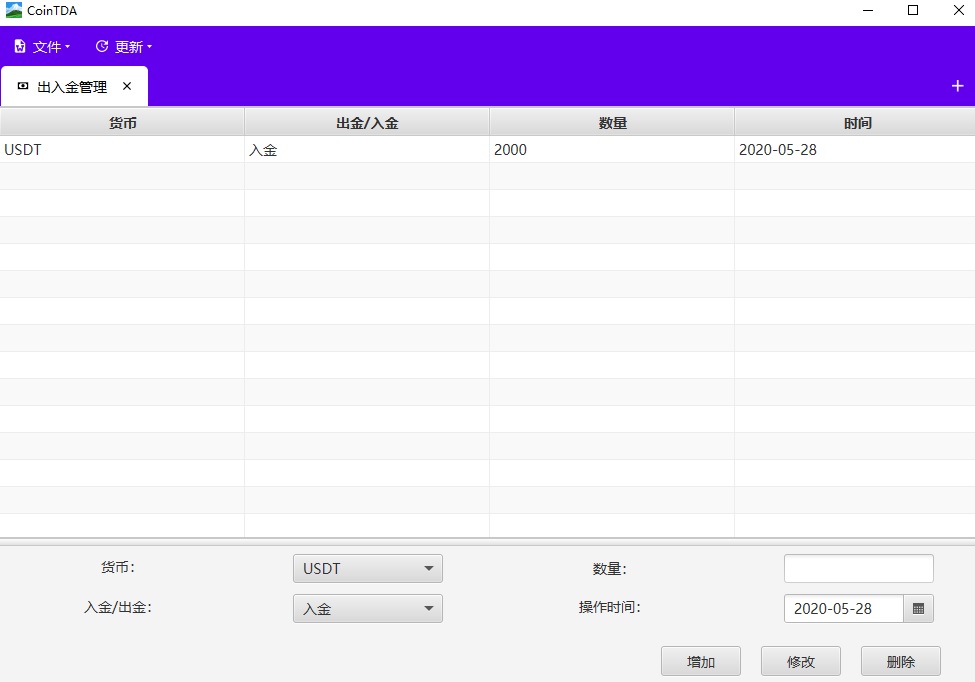 CoinTDA
文件 更新
出入金管理
货币 出金/入金 数量 时间
USDT 入金 2000 2020-05-28
货币: USDT 数量:
入金/出金: 入金 操作时间: 2020-05-28
增加 修改 删除